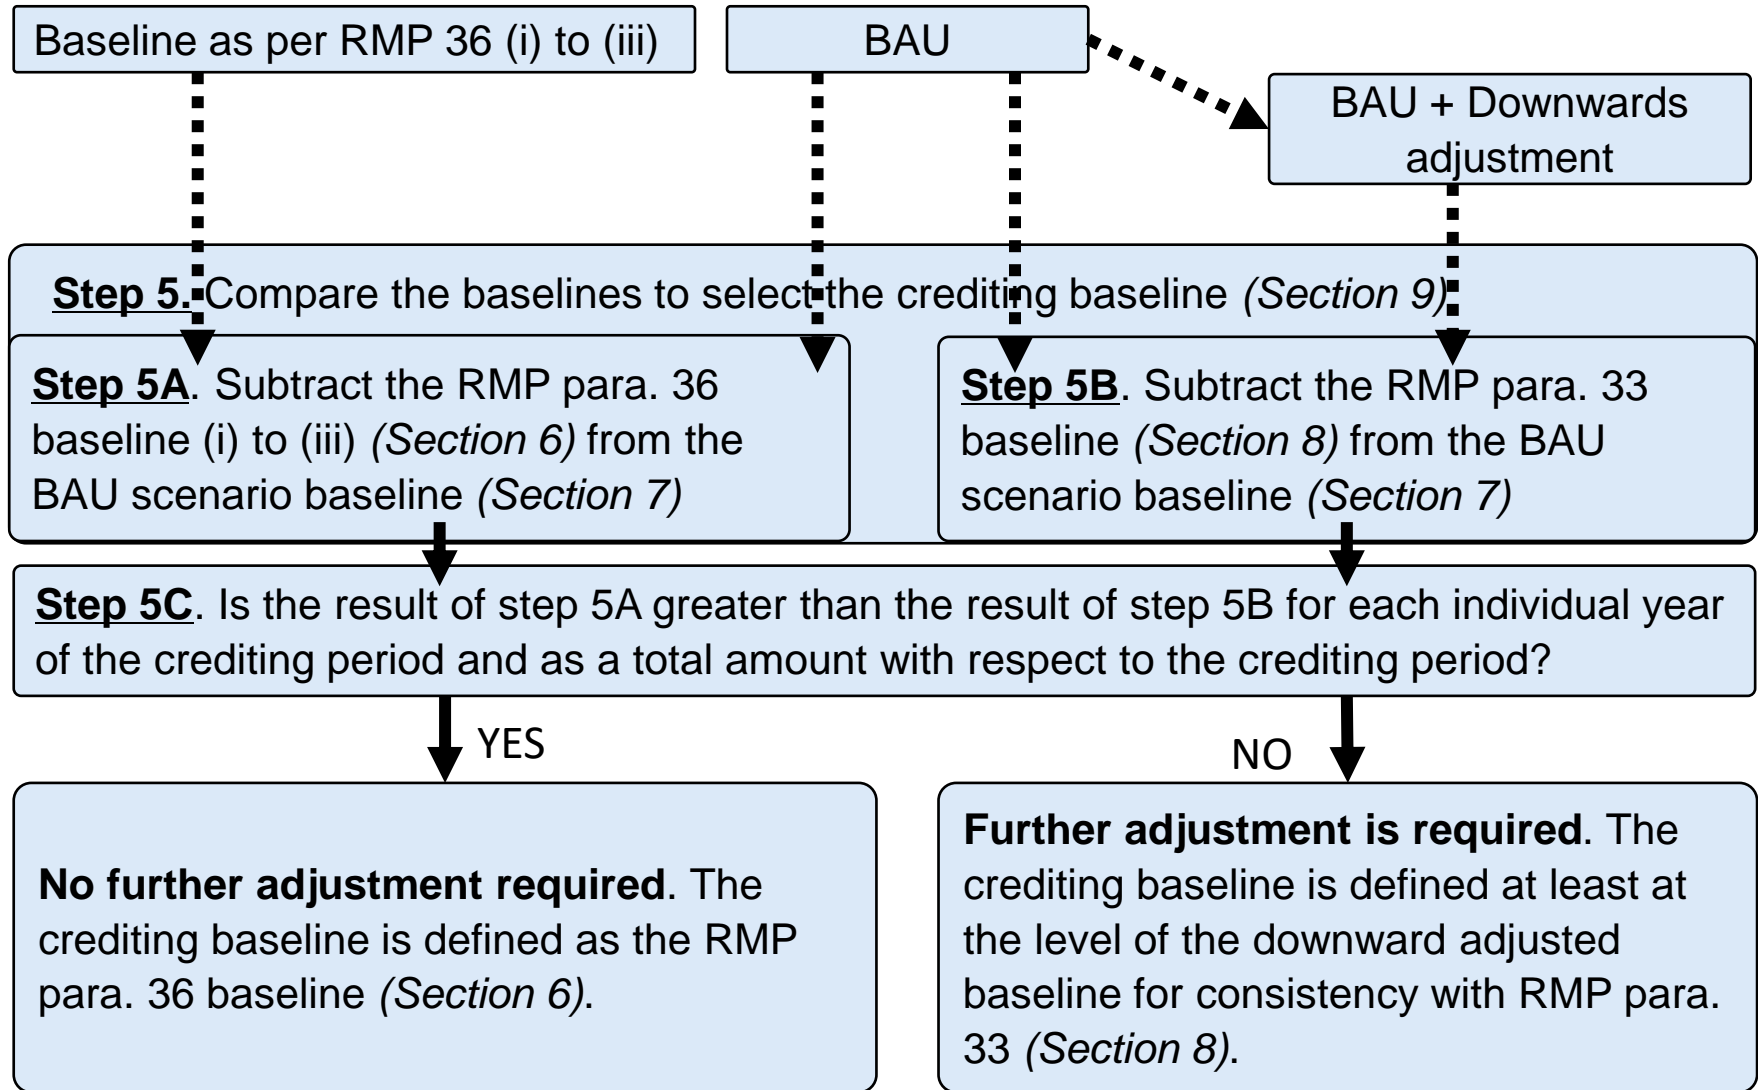 Baseline as per RMP 36 (i) to (iii)
BAU
BAU + Downwards
adjustment
Step 5. Compare the baselines to select the crediting baseline (Section 9)
Step 5A. Subtract the RMP para. 36
baseline (i) to (iii) (Section 6) from the
BAU scenario baseline (Section 7)
Step 5B. Subtract the RMP para. 33
baseline (Section 8) from the BAU
scenario baseline (Section 7)
Step 5C. Is the result of step 5A greater than the result of step 5B for each individual year
of the crediting period and as a total amount with respect to the crediting period?
YES
NO
No further adjustment required. The
crediting baseline is defined as the RMP
para. 36 baseline (Section 6).
Further adjustment is required. The
crediting baseline is defined at least at
the level of the downward adjusted
baseline for consistency with RMP para.
33 (Section 8).